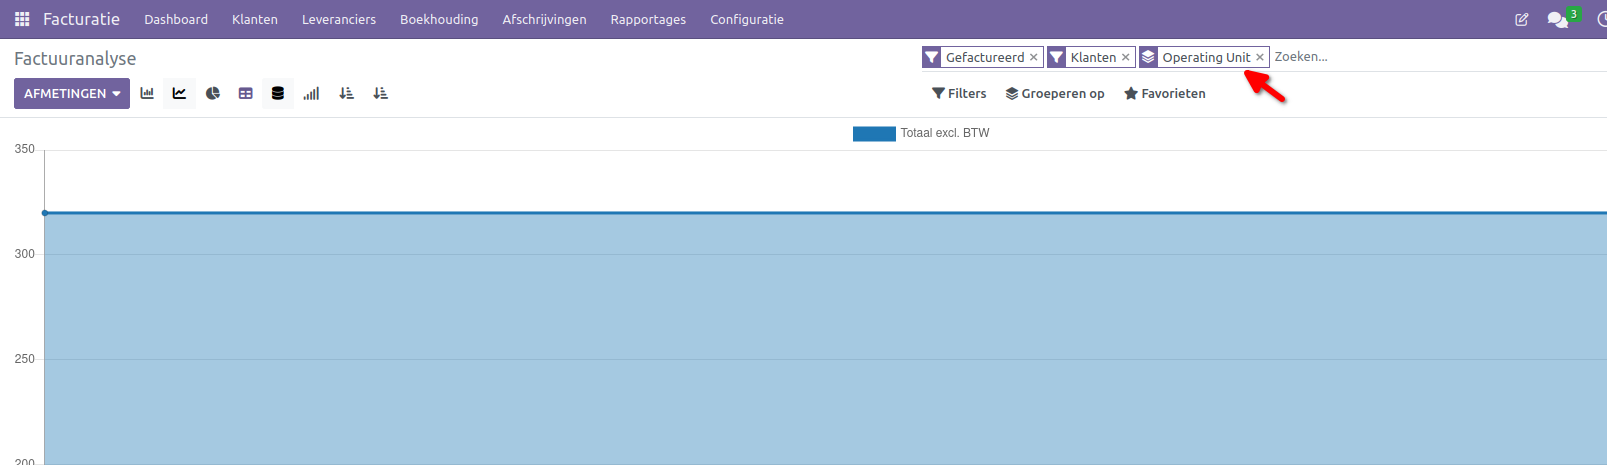 Facturatie Dashboard Klanten Leveranciers Boekhouding Afschrijvingen Rapportages Configuratie 3
Factuuranalyse
Gefactureerd × Klanten × Operating Unit × Zoeken...
AFMETINGEN
Filters Groeperen op Favorieten
Totaal excl. BTW
350
300
250
200